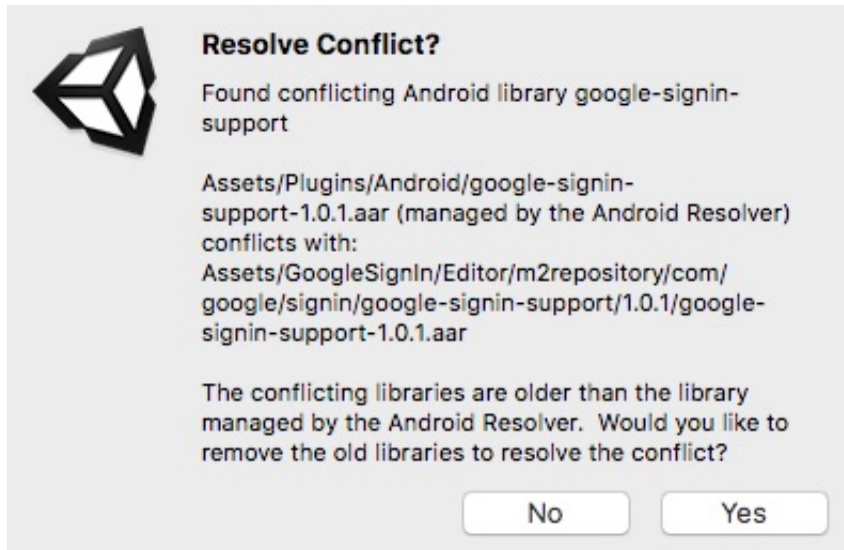 Resolve Conflict?
Found conflicting Android library google-signin-
support
Assets/Plugins/Android/google-signin-
support-1.0.1.aar (managed by the Android Resolver)
conflicts with:
Assets/GoogleSignIn/Editor/m2repository/com/
google/signin/google-signin-support/1.0.1/google-
signin-support-1.0.1.aar
The conflicting libraries are older than the library
managed by the Android Resolver.  Would you like to
remove the old libraries to resolve the conflict?
No
Yes